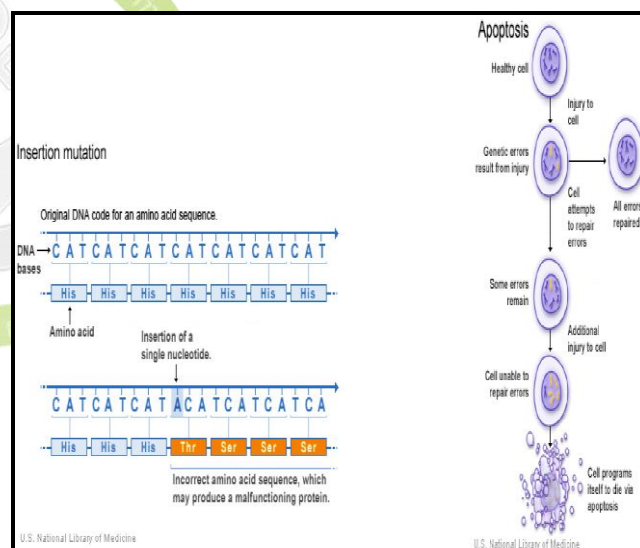 Insertion mutation
Original DNA code for an amino acid sequence.
DNA
bases
C A T C A T C A T C A T C A T C A T C A T
His His His His His His His
Amino acid
Insertion of a
single nucleotide.
C A T C A T C A T A C A T C A T C A T C A
His His His Thr Ser Ser Ser
Incorrect amino acid sequence, which
may produce a malfunctioning protein.
U.S. National Library of Medicine
Apoptosis
Healthy cell
Injury to
cell
Genetic errors
result from injury
Cell
attempts
to repair
errors
All errors
repaired
Some errors
remain
Additional
injury to cell
Cell unable to
repair errors
Cell programs
itself to die via
apoptosis
U.S. National Library of Medicine